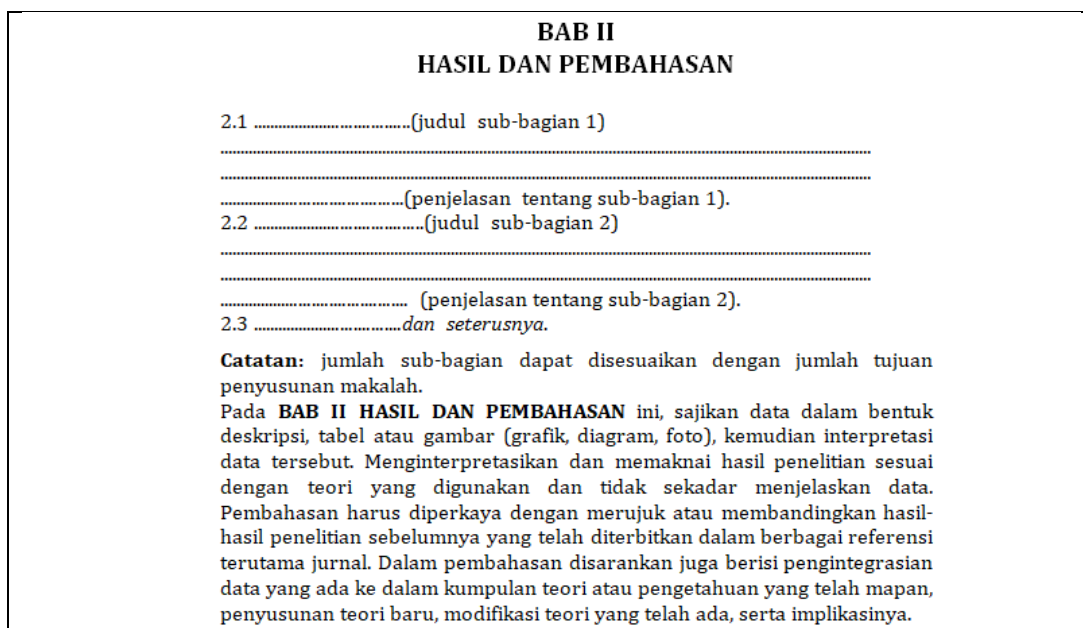 BAB II
HASIL DAN PEMBAHASAN
2.1 ......................................(judul sub-bagian 1)
................................................................................................................................................................
................................................................................................................................................................
.............................................(penjelasan tentang sub-bagian 1).
2.2 .........................................(judul sub-bagian 2)
................................................................................................................................................................
................................................................................................................................................................
.............................................. (penjelasan tentang sub-bagian 2).
2.3 ....................................dan seterusnya.
Catatan: jumlah sub-bagian dapat disesuaikan dengan jumlah tujuan
penyusunan makalah.
Pada BAB II HASIL DAN PEMBAHASAN ini, sajikan data dalam bentuk
deskripsi, tabel atau gambar (grafik, diagram, foto), kemudian interpretasi
data tersebut. Menginterpretasikan dan memaknai hasil penelitian sesuai
dengan teori yang digunakan dan tidak sekadar menjelaskan data.
Pembahasan harus diperkaya dengan merujuk atau membandingkan hasil-
hasil penelitian sebelumnya yang telah diterbitkan dalam berbagai referensi
terutama jurnal. Dalam pembahasan disarankan juga berisi pengintegrasian
data yang ada ke dalam kumpulan teori atau pengetahuan yang telah mapan,
penyusunan teori baru, modifikasi teori yang telah ada, serta implikasinya.